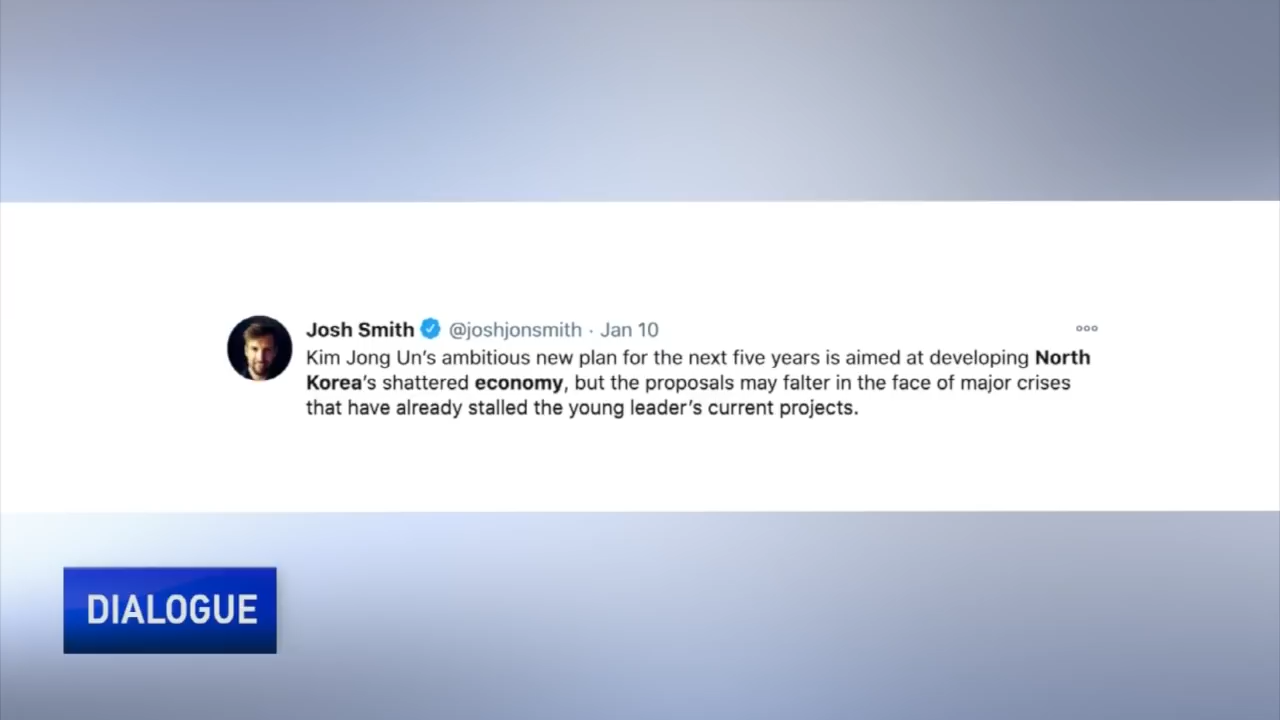 Josh Smith @joshjonsmith · Jan 10
Kim Jong Un's ambitious new plan for the next five years is aimed at developing North
Korea's shattered economy, but the proposals may falter in the face of major crises
that have already stalled the young leader's current projects.
DIALOGUE